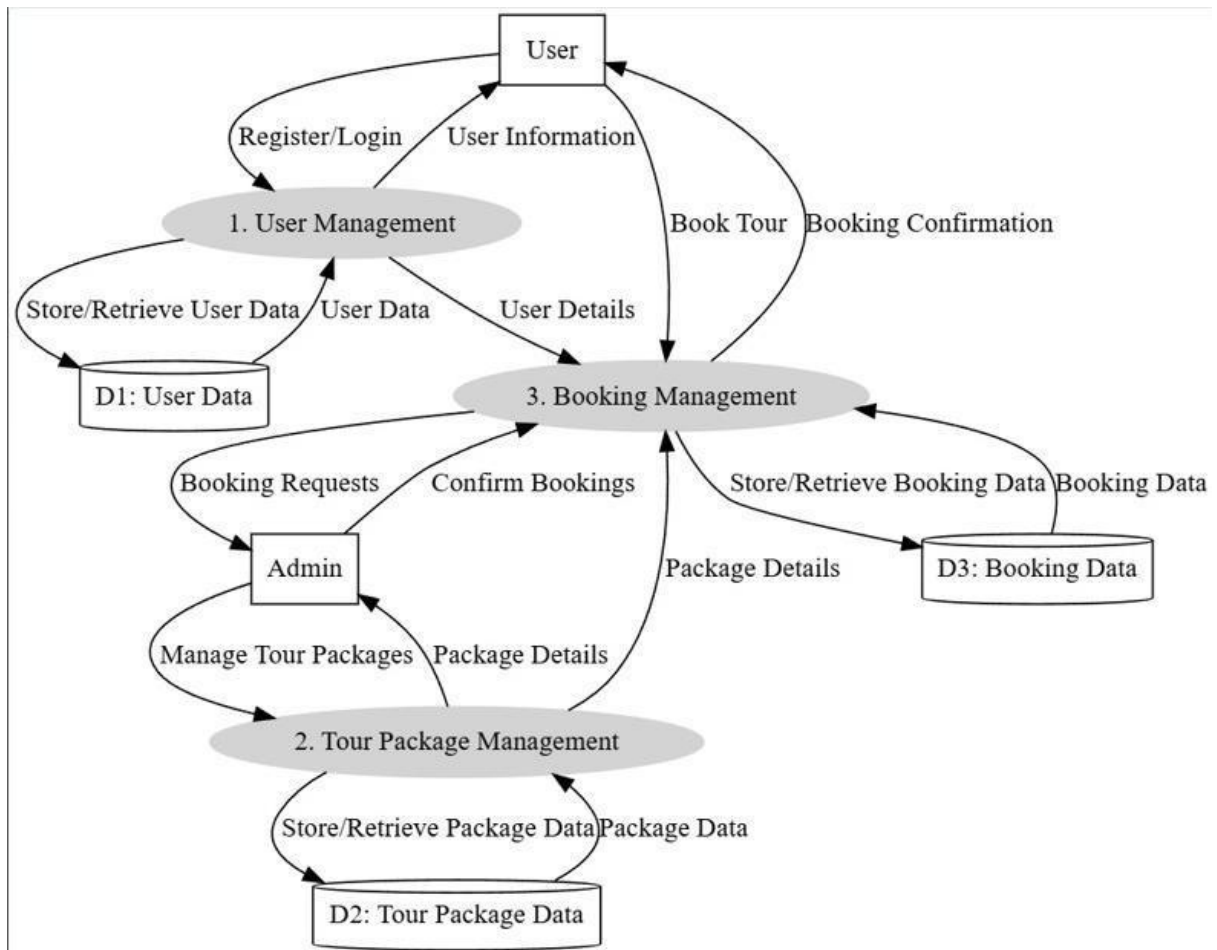 User
Register/Login
User Information
1. User Management
Book Tour
Booking Confirmation
Store/Retrieve User Data
User Data
User Details
D1: User Data
3. Booking Management
Booking Requests
Confirm Bookings
Store/Retrieve Booking Data
Booking Data
Admin
Package Details
D3: Booking Data
Manage Tour Packages
Package Details
2. Tour Package Management
Store/Retrieve Package Data
Package Data
D2: Tour Package Data